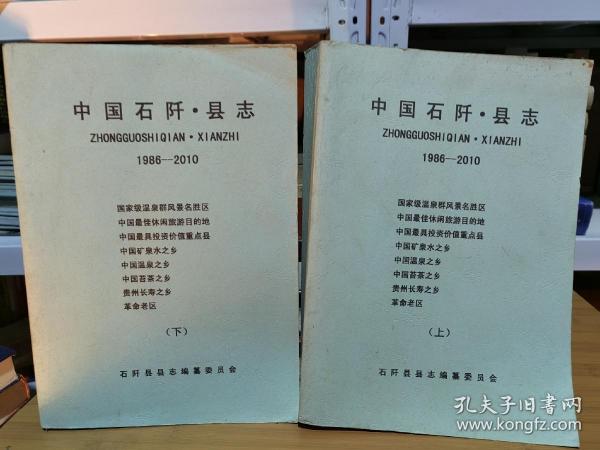 中国石阡·县志
ZHONGGUOSHIQIAN·XIANZHI
1986—2010
国家级温泉群风景名胜区
中国最佳休闲旅游目的地
中国最具投资价值重点县
中国矿泉水之乡
中国温泉之乡
中国苔茶之乡
贵州长寿之乡
革命老区
（下）
石阡县县志编纂委员会
中国石阡·县志
ZHONGGUOSHIQIAN·XIANZHI
1986—2010
国家级温泉群风景名胜区
中国最佳休闲旅游目的地
中国最具投资价值重点县
中国矿泉水之乡
中国温泉之乡
中国苔茶之乡
贵州长寿之乡
革命老区
（上）
石阡县县志编纂委员会
孔夫子旧书网
www.kongfz.com